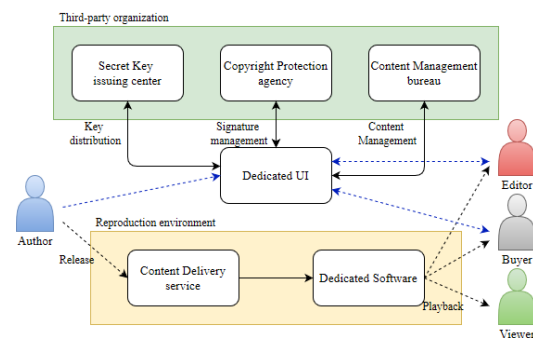 Third-party organization
Secret Key
issuing center
Copyright Protection
agency
Content Management
bureau
Key
distribution
Signature
management
Content
Management
Dedicated UI
Editor
Author
Reproduction environment
Buyer
Release
Content Delivery
service
Dedicated Software
Playback
Viewer